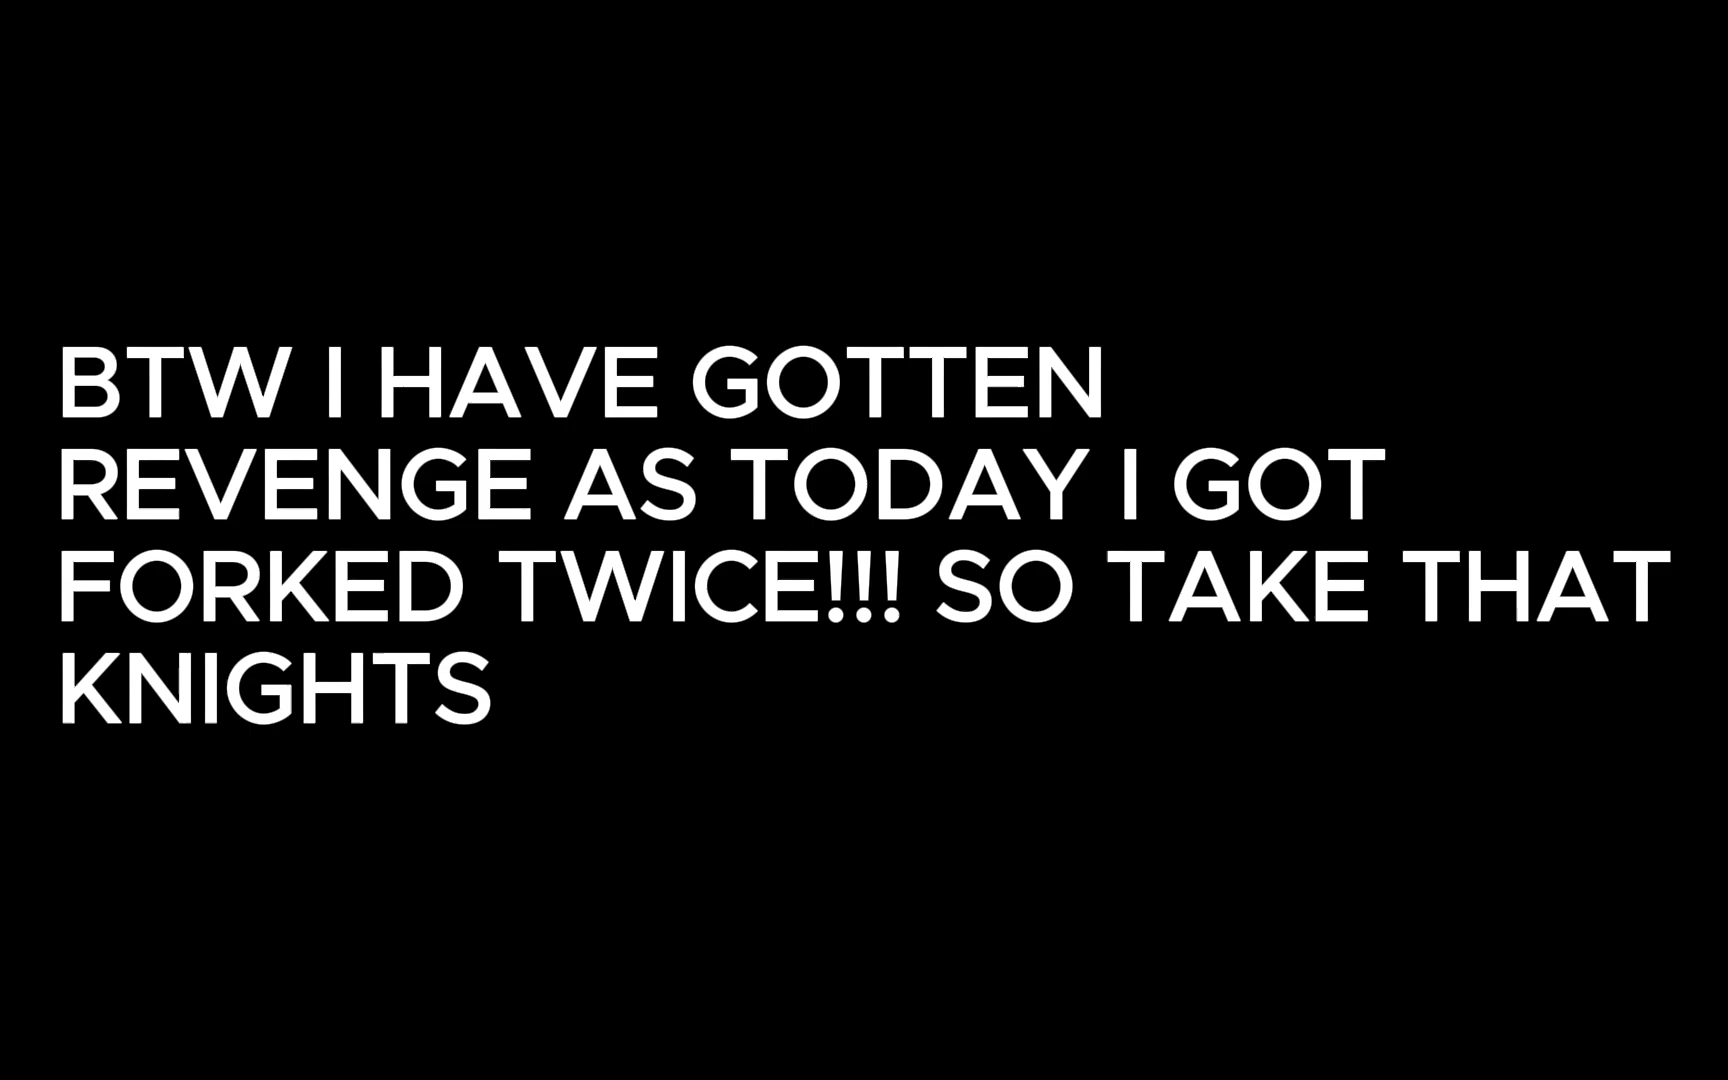 BTW I HAVE GOTTEN
REVENGE AS TODAY I GOT
FORKED TWICE!!! SO TAKE THAT
KNIGHTS